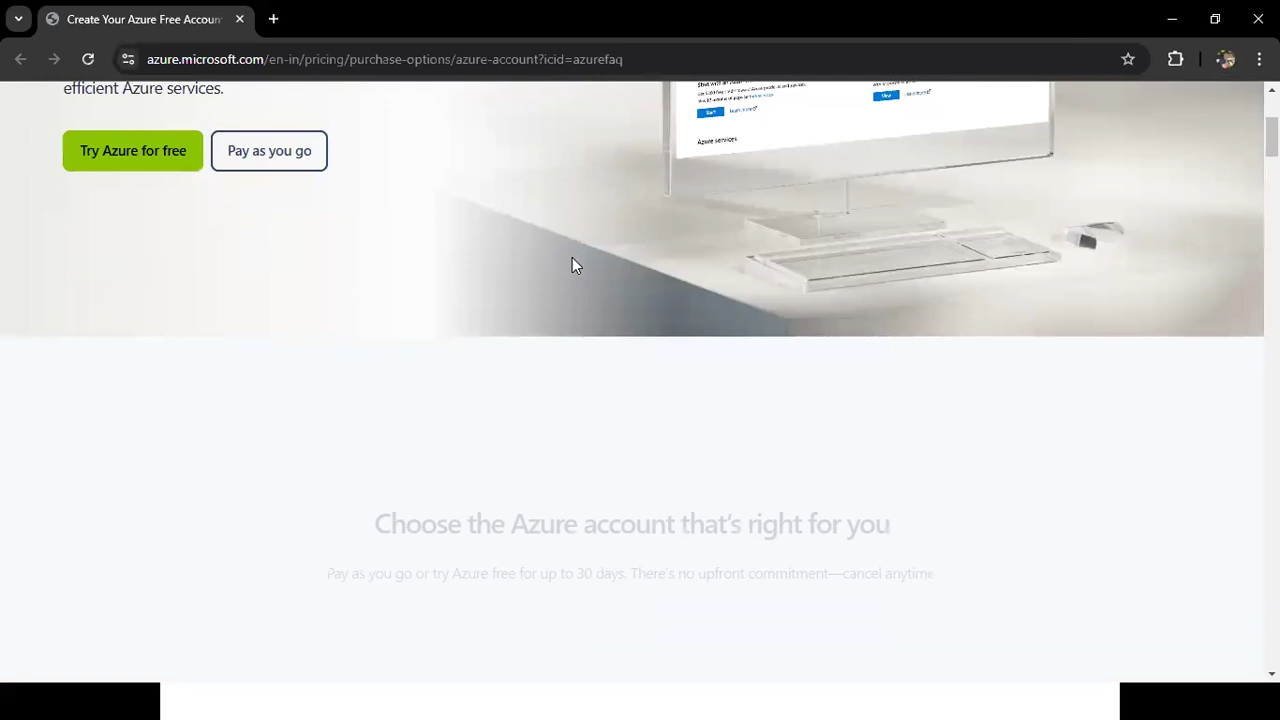 Create Your Azure Free Accoun
azure.microsoft.com/en-in/pricing/purchase-options/azure-account?icid=azurefaq
efficient Azure services.
Try Azure for free
Pay as you go
Start
View
Azure services
Choose the Azure account that's right for you
Pay as you go or try Azure free for up to 30 days. There's no upfront commitment—cancel anytime